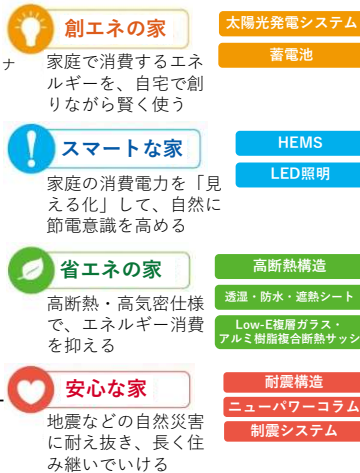 創エネの家
太陽光発電システム
蓄電池
ナ
家庭で消費するエネ
ルギーを、自宅で創
りながら賢く使う
スマートな家
HEMS
LED照明
家庭の消費電力を「見
える化」して、自然に
節電意識を高める
省エネの家
高断熱構造
透湿・防水・遮熱シート
Low-E複層ガラス・
アルミ樹脂複合断熱サッシ
高断熱・高気密仕様
で、エネルギー消費
を抑える
安心な家
耐震構造
ニューパワーコラム
制震システム
地震などの自然災害
に耐え抜き、長く住
み継いでいける